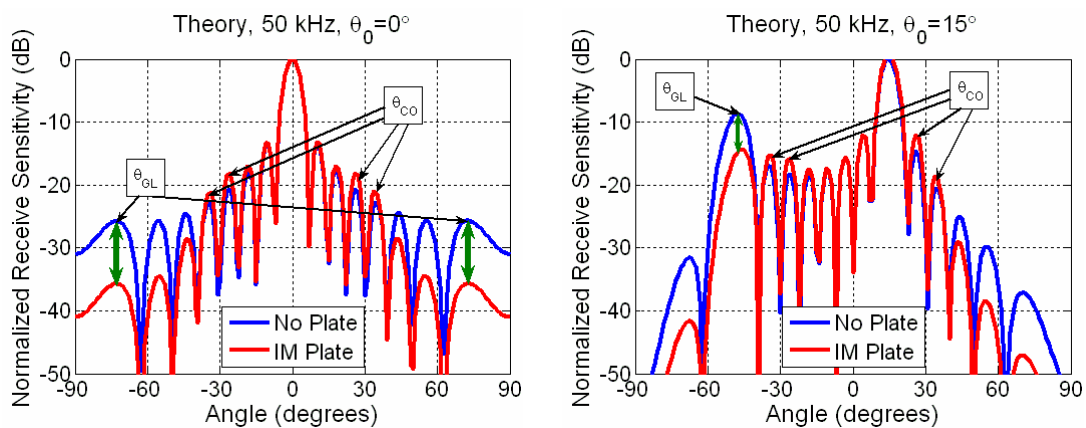 Theory, 50 kHz, θ0=0°
Normalized Receive Sensitivity (dB)
0
-10
-20
-30
-40
-50
θGL
θCO
No Plate
IM Plate
-90 -60 -30 0 30 60 90
Angle (degrees)
Theory, 50 kHz, θ0=15°
Normalized Receive Sensitivity (dB)
0
-10
-20
-30
-40
-50
θGL
θCO
No Plate
IM Plate
-90 -60 -30 0 30 60 90
Angle (degrees)